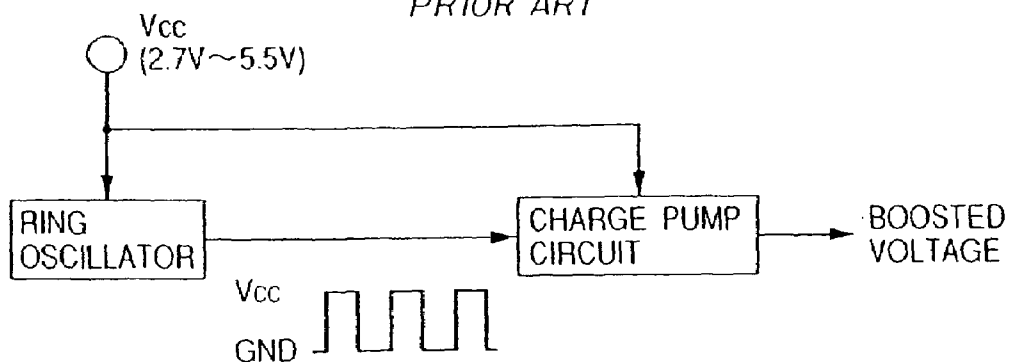 PRIOR ART
Vcc
(2.7V~5.5V)
RING
OSCILLATOR
CHARGE PUMP
CIRCUIT
BOOSTED
VOLTAGE
Vcc
GND